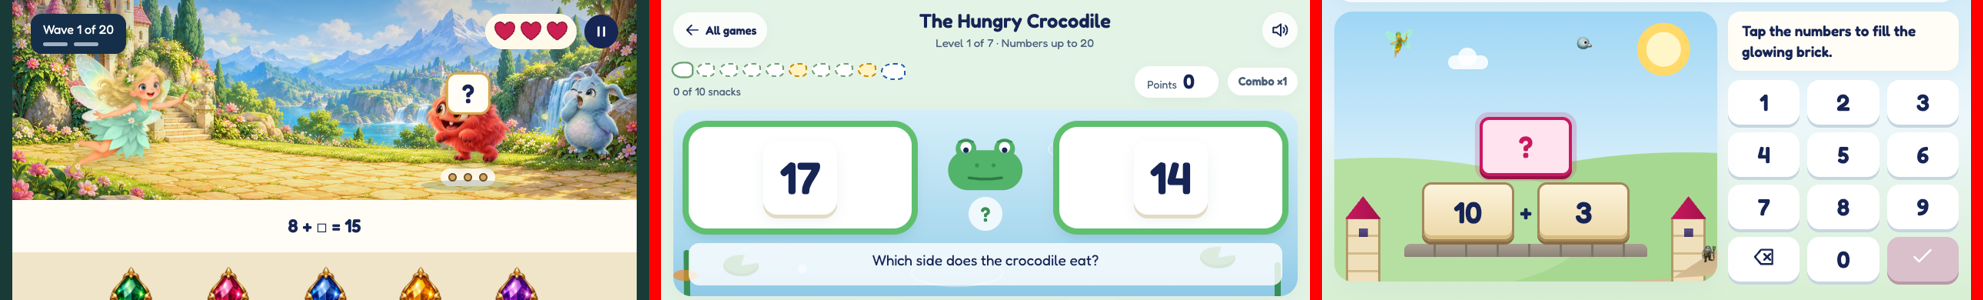 Wave 1 of 20
?
8 + □ = 15
All games
The Hungry Crocodile
Level 1 of 7 · Numbers up to 20
0 of 10 snacks
Points 0
Combo ×1
17
?
14
Which side does the crocodile eat?
?
10 + 3
Tap the numbers to fill the
glowing brick.
1 2 3
4 5 6
7 8 9
0